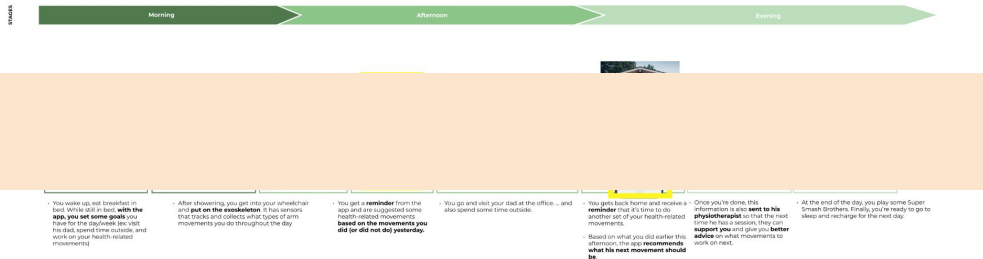 STAGES
Morning
Afternoon
Evening
• You wake up, eat breakfast in
bed. While still in bed, with the
app, you set some goals you
have for the day/week (ex: visit
his dad, spend time outside, and
work on your health-related
movements)
• After showering, you get into your wheelchair
and put on the exoskeleton. It has sensors
that tracks and collects what types of arm
movements you do throughout the day
• You get a reminder from the
app and are suggested some
health-related movements
based on the movements you
did (or did not do) yesterday.
• You go and visit your dad at the office ..., and
also spend some time outside.
• You gets back home and receive a
reminder that it's time to do
another set of your health-related
movements.
• Based on what you did earlier this
afternoon, the app recommends
what his next movement should
be.
• Once you're done, this
information is also sent to his
physiotherapist so that the next
time he has a session, they can
support you and give you better
advice on what movements to
work on next.
• At the end of the day, you play some Super
Smash Brothers. Finally, you're ready to go to
sleep and recharge for the next day.